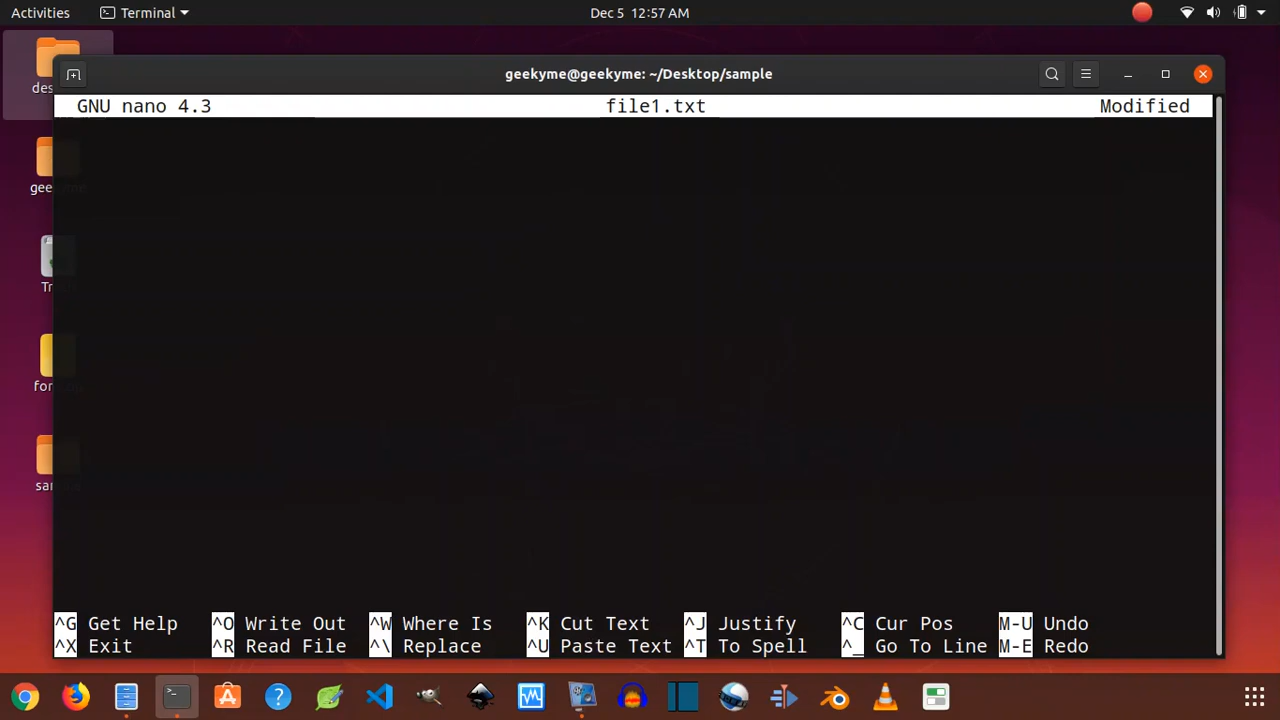 Activities Terminal Dec 5 12:57 AM
geekyme@geekyme: ~/Desktop/sample
GNU nano 4.3 file1.txt Modified
^G Get Help ^O Write Out ^W Where Is ^K Cut Text ^J Justify ^C Cur Pos M-U Undo
^X Exit ^R Read File ^\ Replace ^U Paste Text ^T To Spell ^_ Go To Line M-E Redo